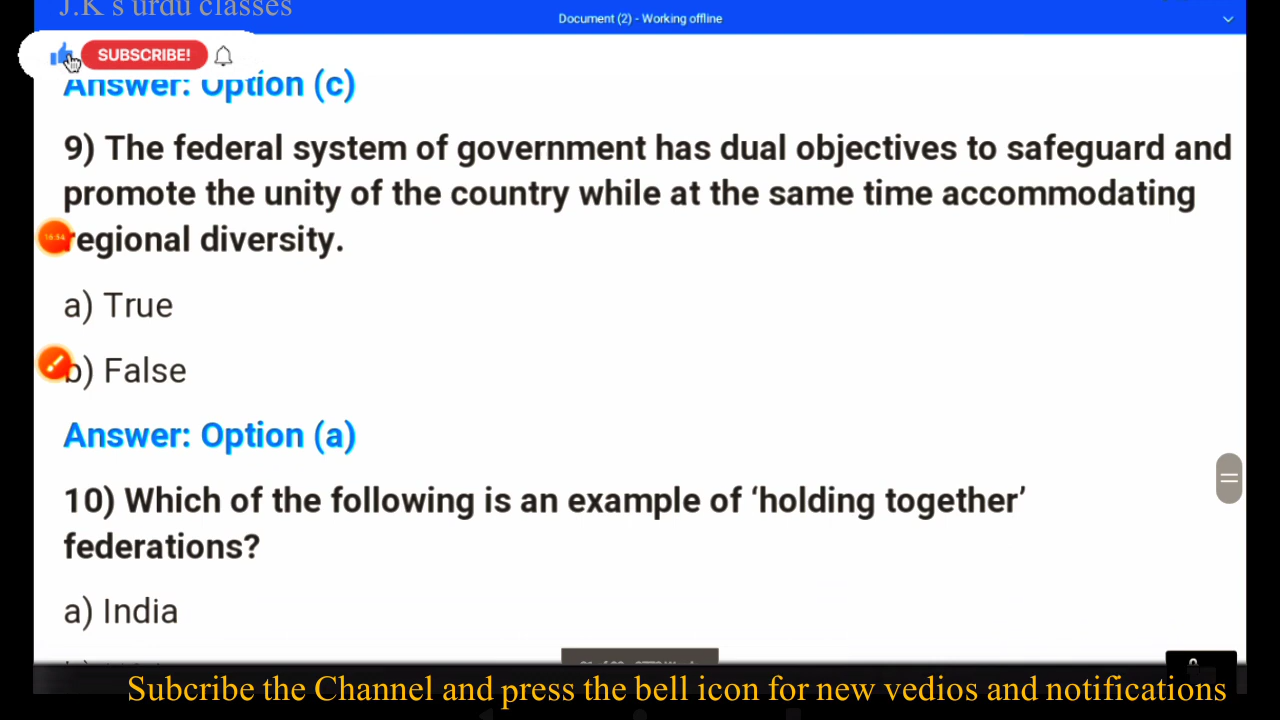 J.K s urdu classes
Document (2) - Working offline
SUBSCRIBE!
Answer: Option (c)
9) The federal system of government has dual objectives to safeguard and
promote the unity of the country while at the same time accommodating
regional diversity.
16:54
a) True
b) False
Answer: Option (a)
10) Which of the following is an example of ‘holding together’
federations?
a) India
Subcribe the Channel and press the bell icon for new vedios and notifications